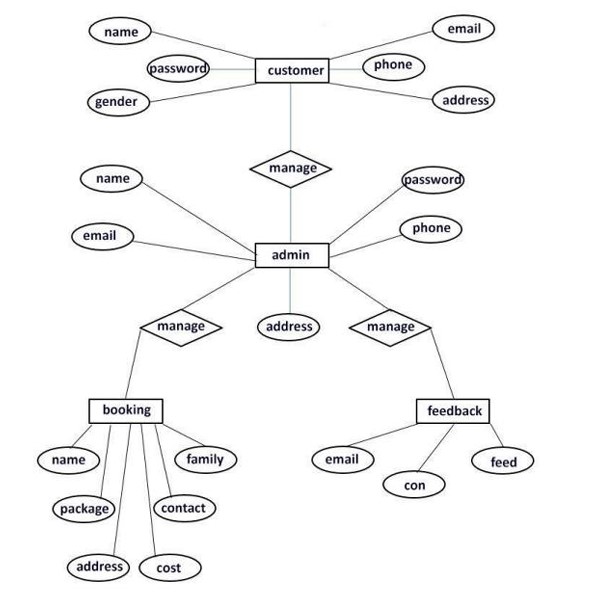 name
email
password
customer
phone
gender
address
manage
name
password
email
phone
admin
manage
address
manage
booking
feedback
name
family
email
feed
con
package
contact
address
cost